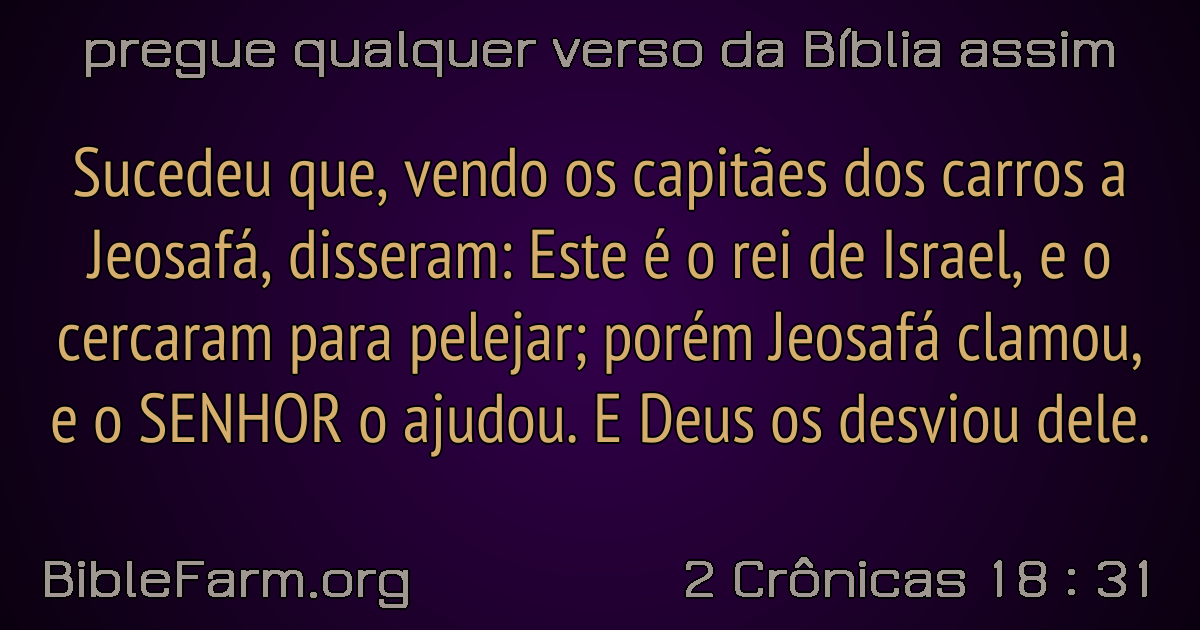 pregue qualquer verso da Bíblia assim
Sucedeu que, vendo os capitães dos carros a
Jeosafá, disseram: Este é o rei de Israel, e o
cercaram para pelejar; porém Jeosafá clamou,
e o SENHOR o ajudou. E Deus os desviou dele.
BibleFarm.org
2 Crônicas 18 : 31